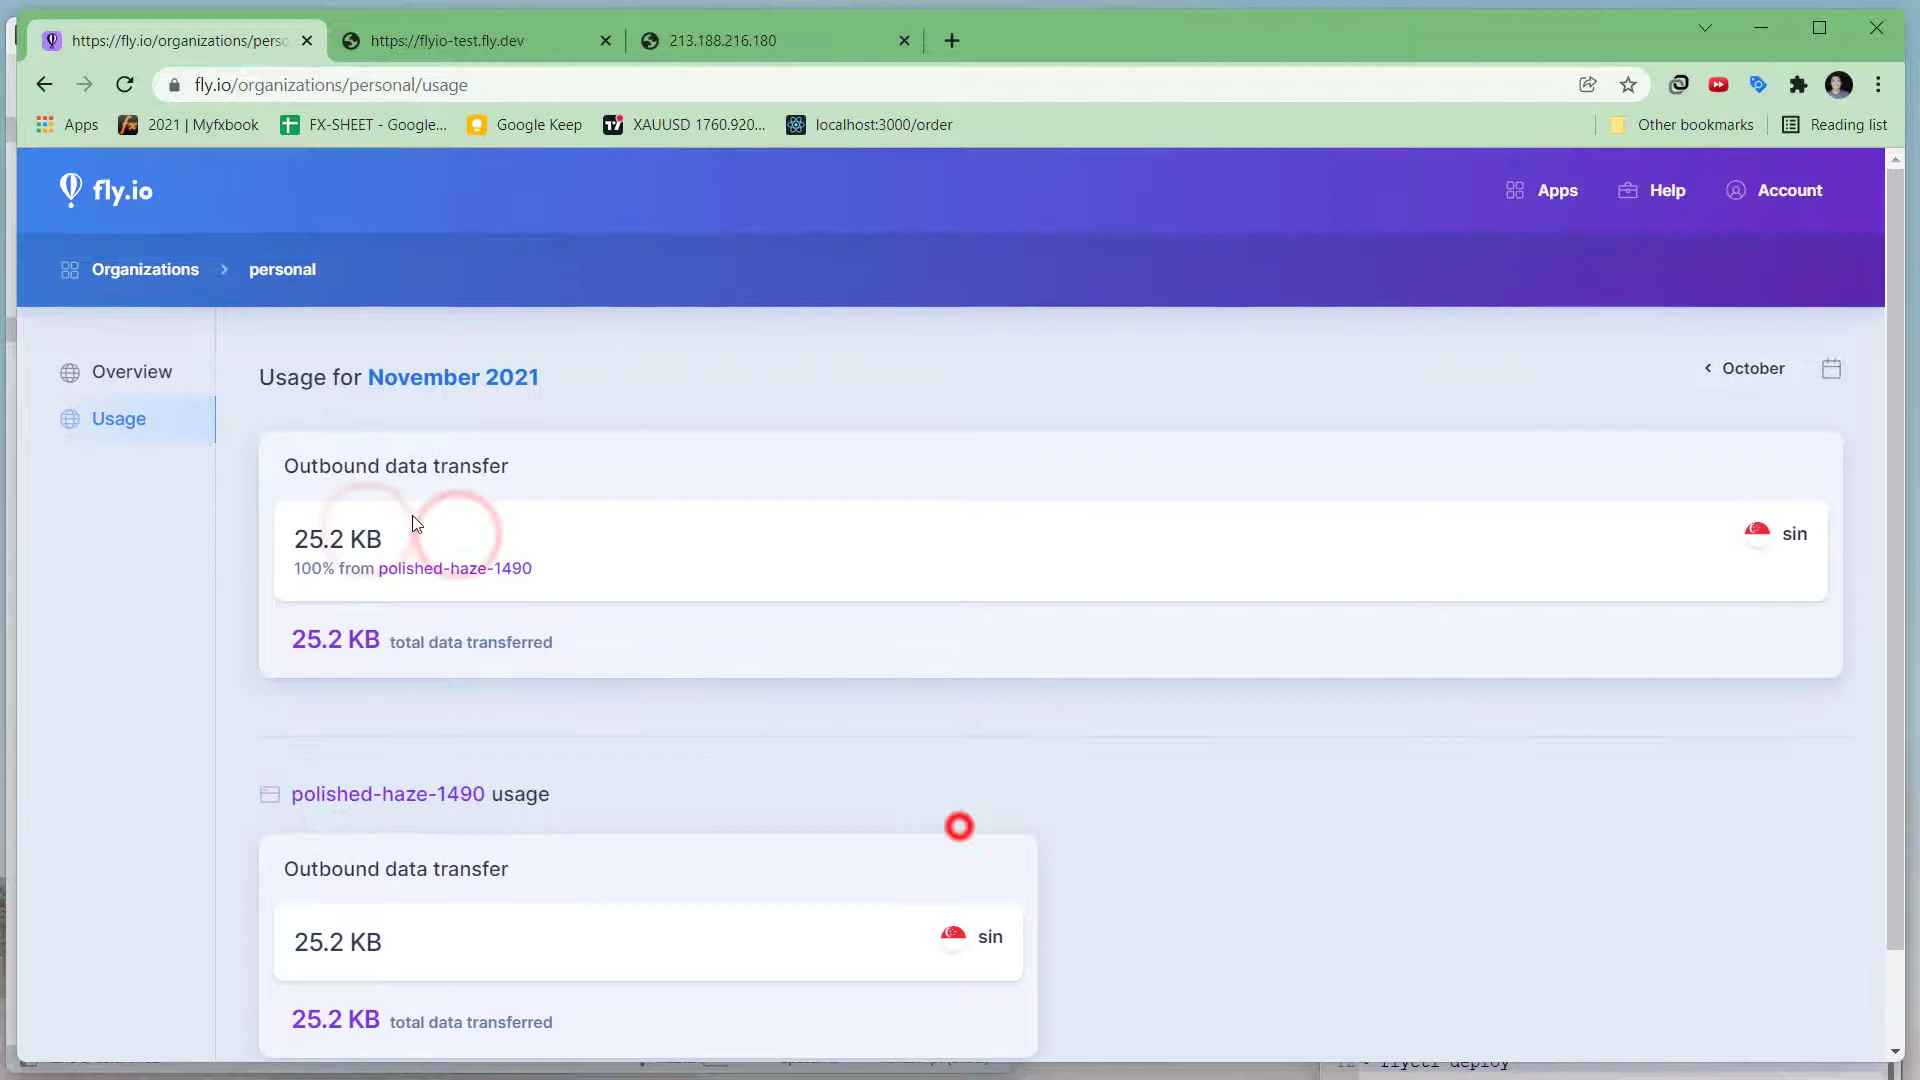 https://fly.io/organizations/perso
https://flyio-test.fly.dev
213.188.216.180
fly.io/organizations/personal/usage
Apps
2021 | Myfxbook
FX-SHEET - Google...
Google Keep
XAUUSD 1760.920...
localhost:3000/order
Other bookmarks
Reading list
fly.io
Apps
Help
Account
Organizations
personal
Overview
Usage
Usage for November 2021
October
Outbound data transfer
25.2 KB
sin
100% from polished-haze-1490
25.2 KB total data transferred
polished-haze-1490 usage
Outbound data transfer
25.2 KB
sin
25.2 KB total data transferred
flyctl deploy